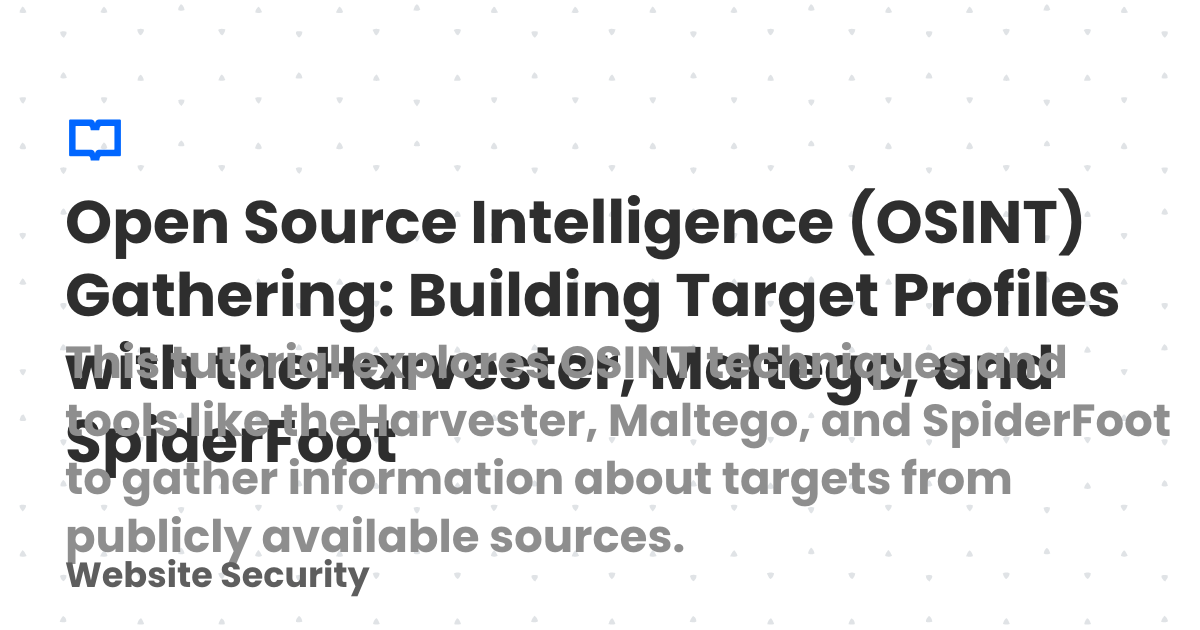 Open Source Intelligence (OSINT)
Gathering: Building Target Profiles
with theHarvester, Maltego, and
SpiderFoot
This tutorial explores OSINT techniques and
tools like theHarvester, Maltego, and SpiderFoot
to gather information about targets from
publicly available sources.
Website Security